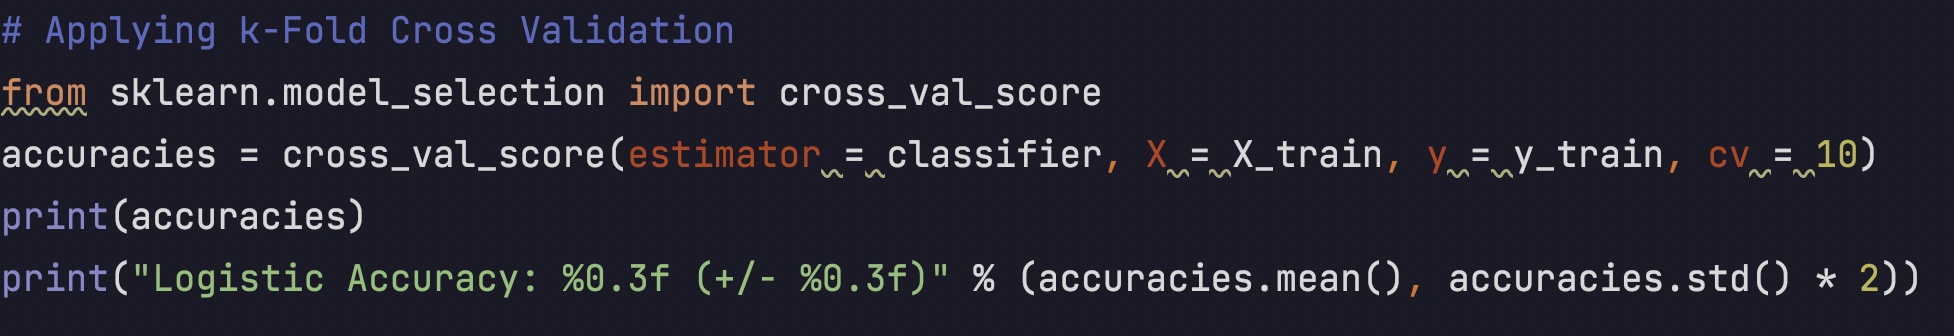 # Applying k-Fold Cross Validation
from sklearn.model_selection import cross_val_score
accuracies = cross_val_score(estimator = classifier, X = X_train, y = y_train, cv = 10)
print(accuracies)
print("Logistic Accuracy: %0.3f (+/- %0.3f)" % (accuracies.mean(), accuracies.std() * 2))